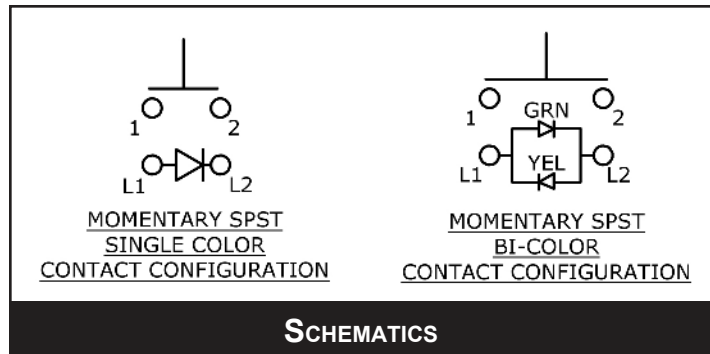 1 2
L1 L2
MOMENTARY SPST
SINGLE COLOR
CONTACT CONFIGURATION
1 GRN 2
L1 YEL L2
MOMENTARY SPST
BI-COLOR
CONTACT CONFIGURATION
SCHEMATICS